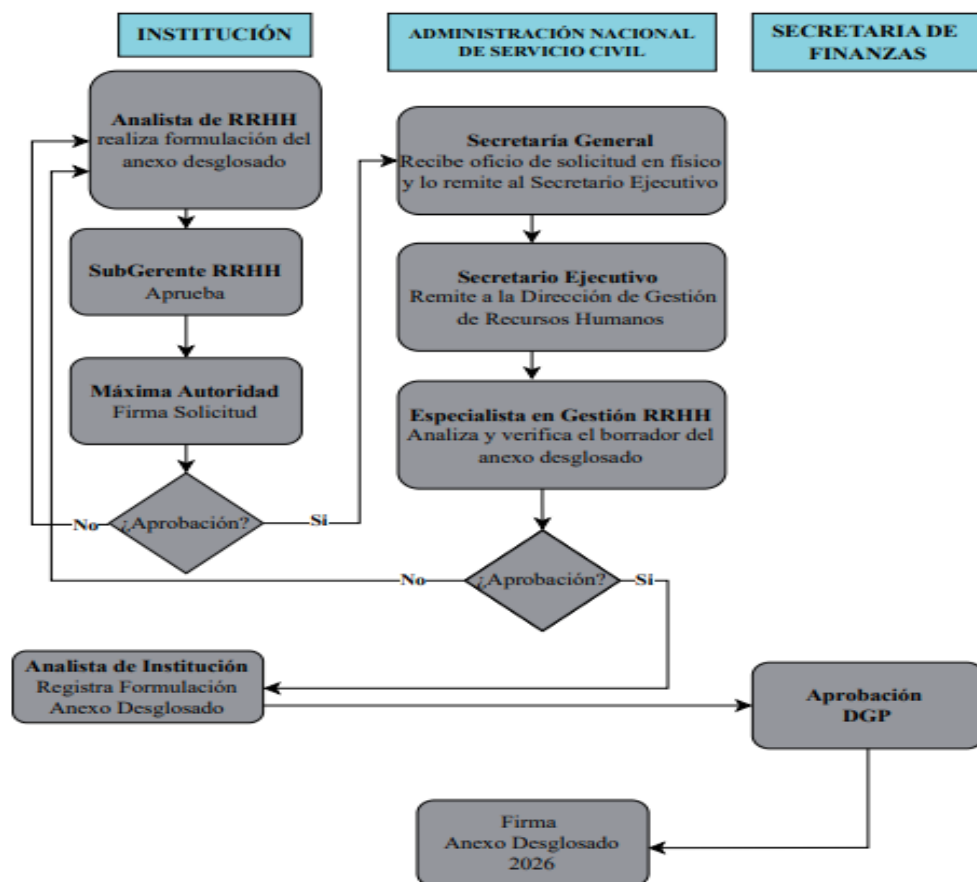 INSTITUCIÓN
ADMINISTRACIÓN NACIONAL
DE SERVICIO CIVIL
SECRETARIA DE
FINANZAS
Analista de RRHH
realiza formulación del
anexo desglosado
SubGerente RRHH
Aprueba
Máxima Autoridad
Firma Solicitud
¿Aprobación?
No
Si
Secretaría General
Recibe oficio de solicitud en físico
y lo remite al Secretario Ejecutivo
Secretario Ejecutivo
Remite a la Dirección de Gestión
de Recursos Humanos
Especialista en Gestión RRHH
Analiza y verifica el borrador del
anexo desglosado
¿Aprobación?
No
Si
Analista de Institución
Registra Formulación
Anexo Desglosado
Aprobación
DGP
Firma
Anexo Desglosado
2026